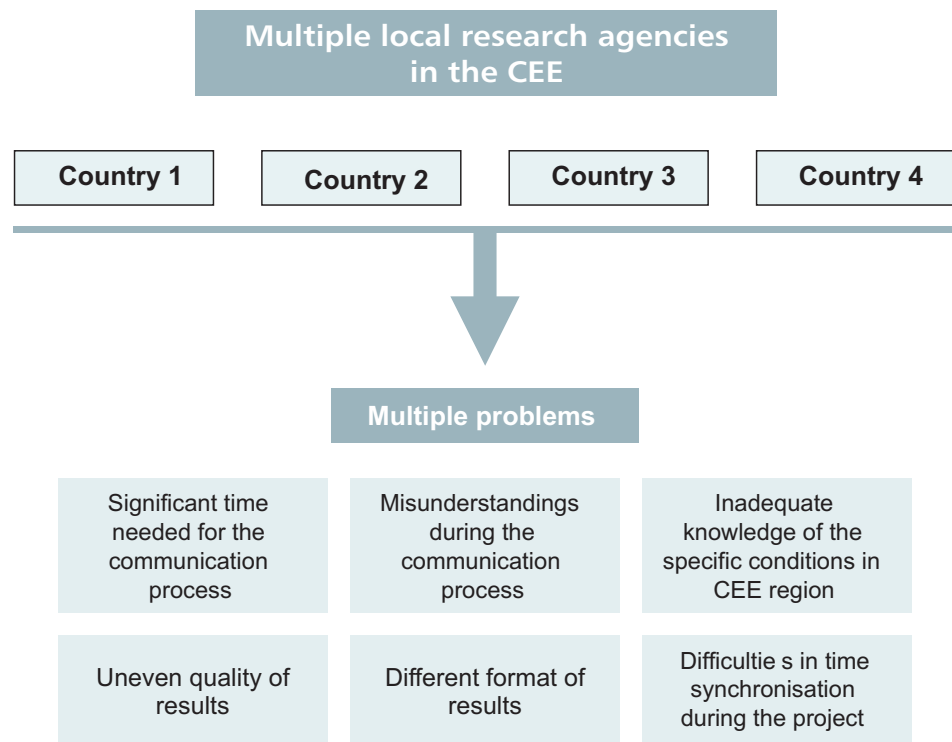 Multiple local research agencies
in the CEE
Country 1
Country 2
Country 3
Country 4
Multiple problems
Significant time
needed for the
communication
process
Misunderstandings
during the
communication
process
Inadequate
knowledge of the
specific conditions in
CEE region
Uneven quality of
results
Different format of
results
Difficultie s in time
synchronisation
during the project